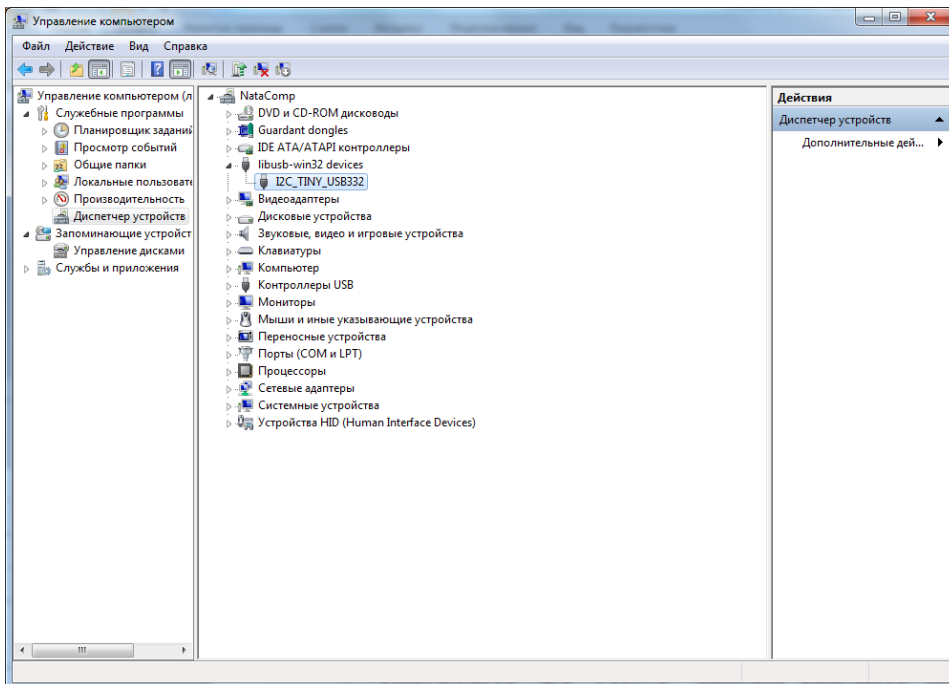 Управление компьютером
Файл Действие Вид Справка
Управление компьютером (л
Служебные программы
Планировщик заданий
Просмотр событий
Общие папки
Локальные пользовате
Производительность
Диспетчер устройств
Запоминающие устройст
Управление дисками
Службы и приложения
NataComp
DVD и CD-ROM дисководы
Guardant dongles
IDE ATA/ATAPI контроллеры
libusb-win32 devices
I2C_TINY_USB332
Видеоадаптеры
Дисковые устройства
Звуковые, видео и игровые устройства
Клавиатуры
Компьютер
Контроллеры USB
Мониторы
Мыши и иные указывающие устройства
Переносные устройства
Порты (COM и LPT)
Процессоры
Сетевые адаптеры
Системные устройства
Устройства HID (Human Interface Devices)
Действия
Диспетчер устройств
Дополнительные дей...